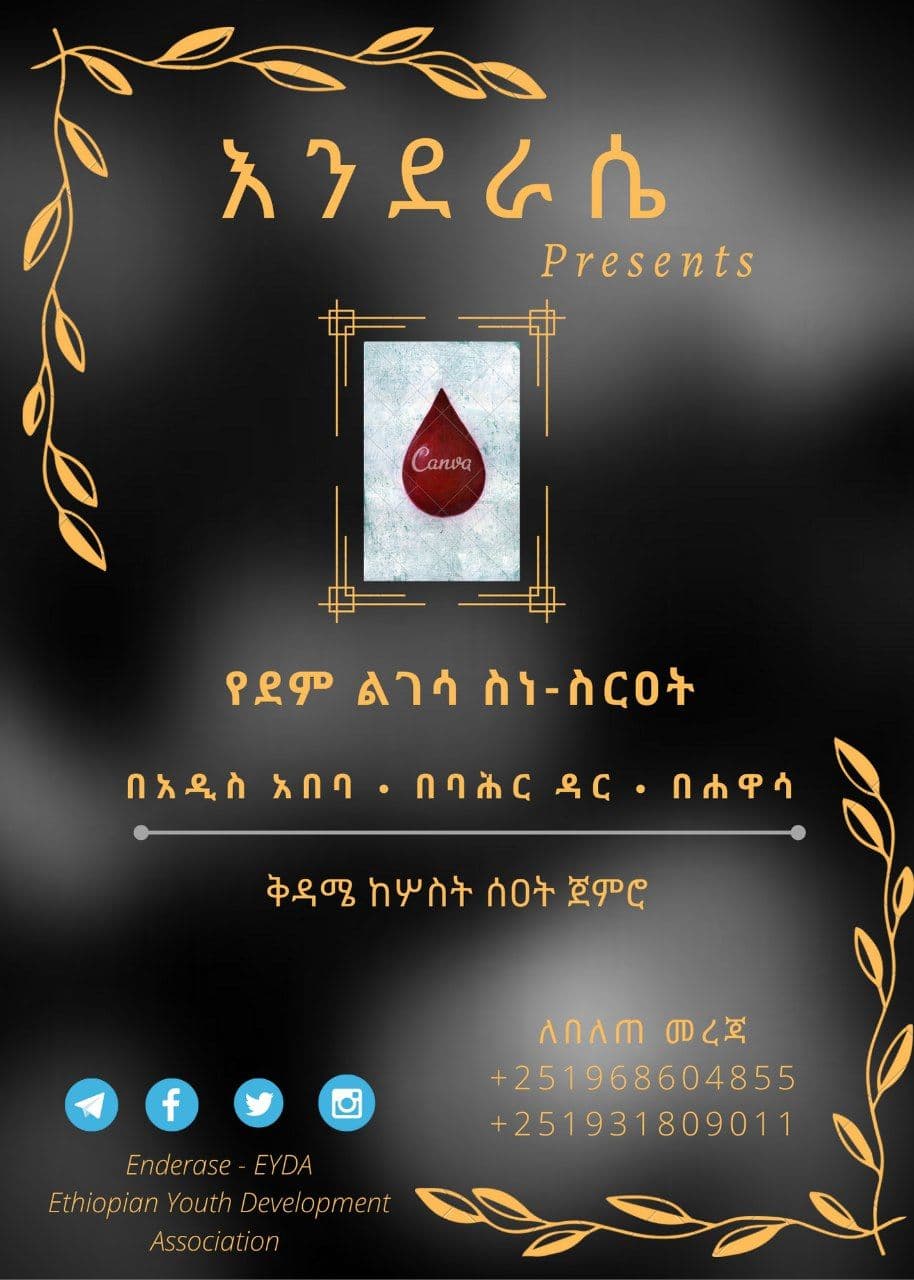 እንደራሴ
Presents
Canva
የደም ልገሳ ስነ-ስርዐት
በአዲስ አበባ • በባሕር ዳር • በሐዋሳ
ቅዳሜ ከሦስት ሰዐት ጀምሮ
ለበለጠ መረጃ
+251968604855
+251931809011
Enderase - EYDA
Ethiopian Youth Development
Association